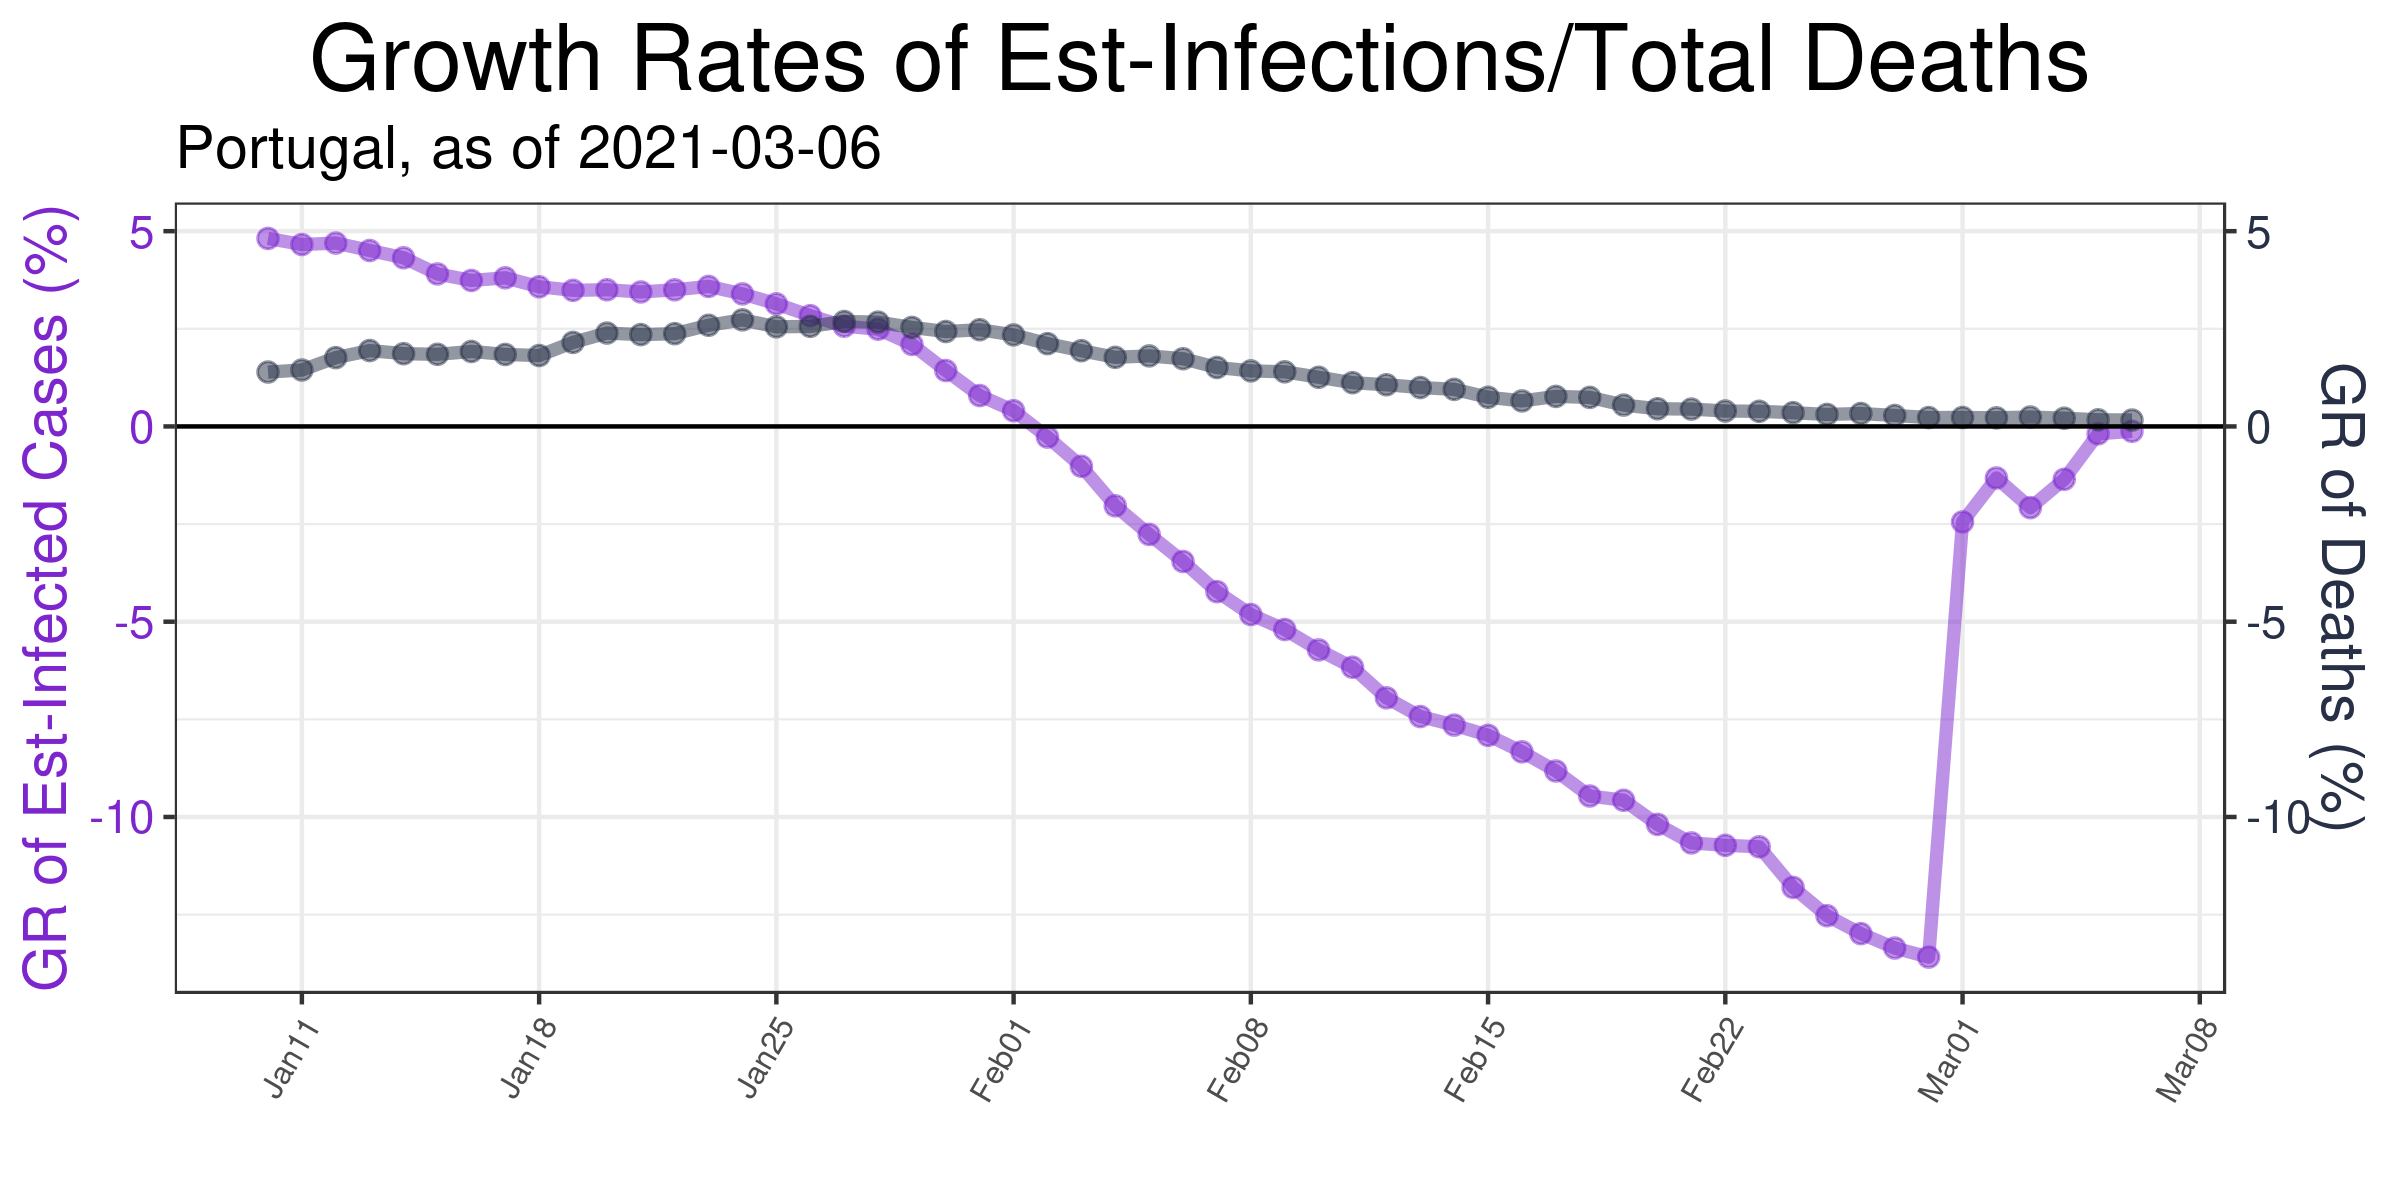 Growth Rates of Est-Infections/Total Deaths
Portugal, as of 2021-03-06
GR of Est-Infected Cases (%)
5
0
-5
-10
5
0
-5
-10
GR of Deaths (%)
Jan11
Jan18
Jan25
Feb01
Feb08
Feb15
Feb22
Mar01
Mar08